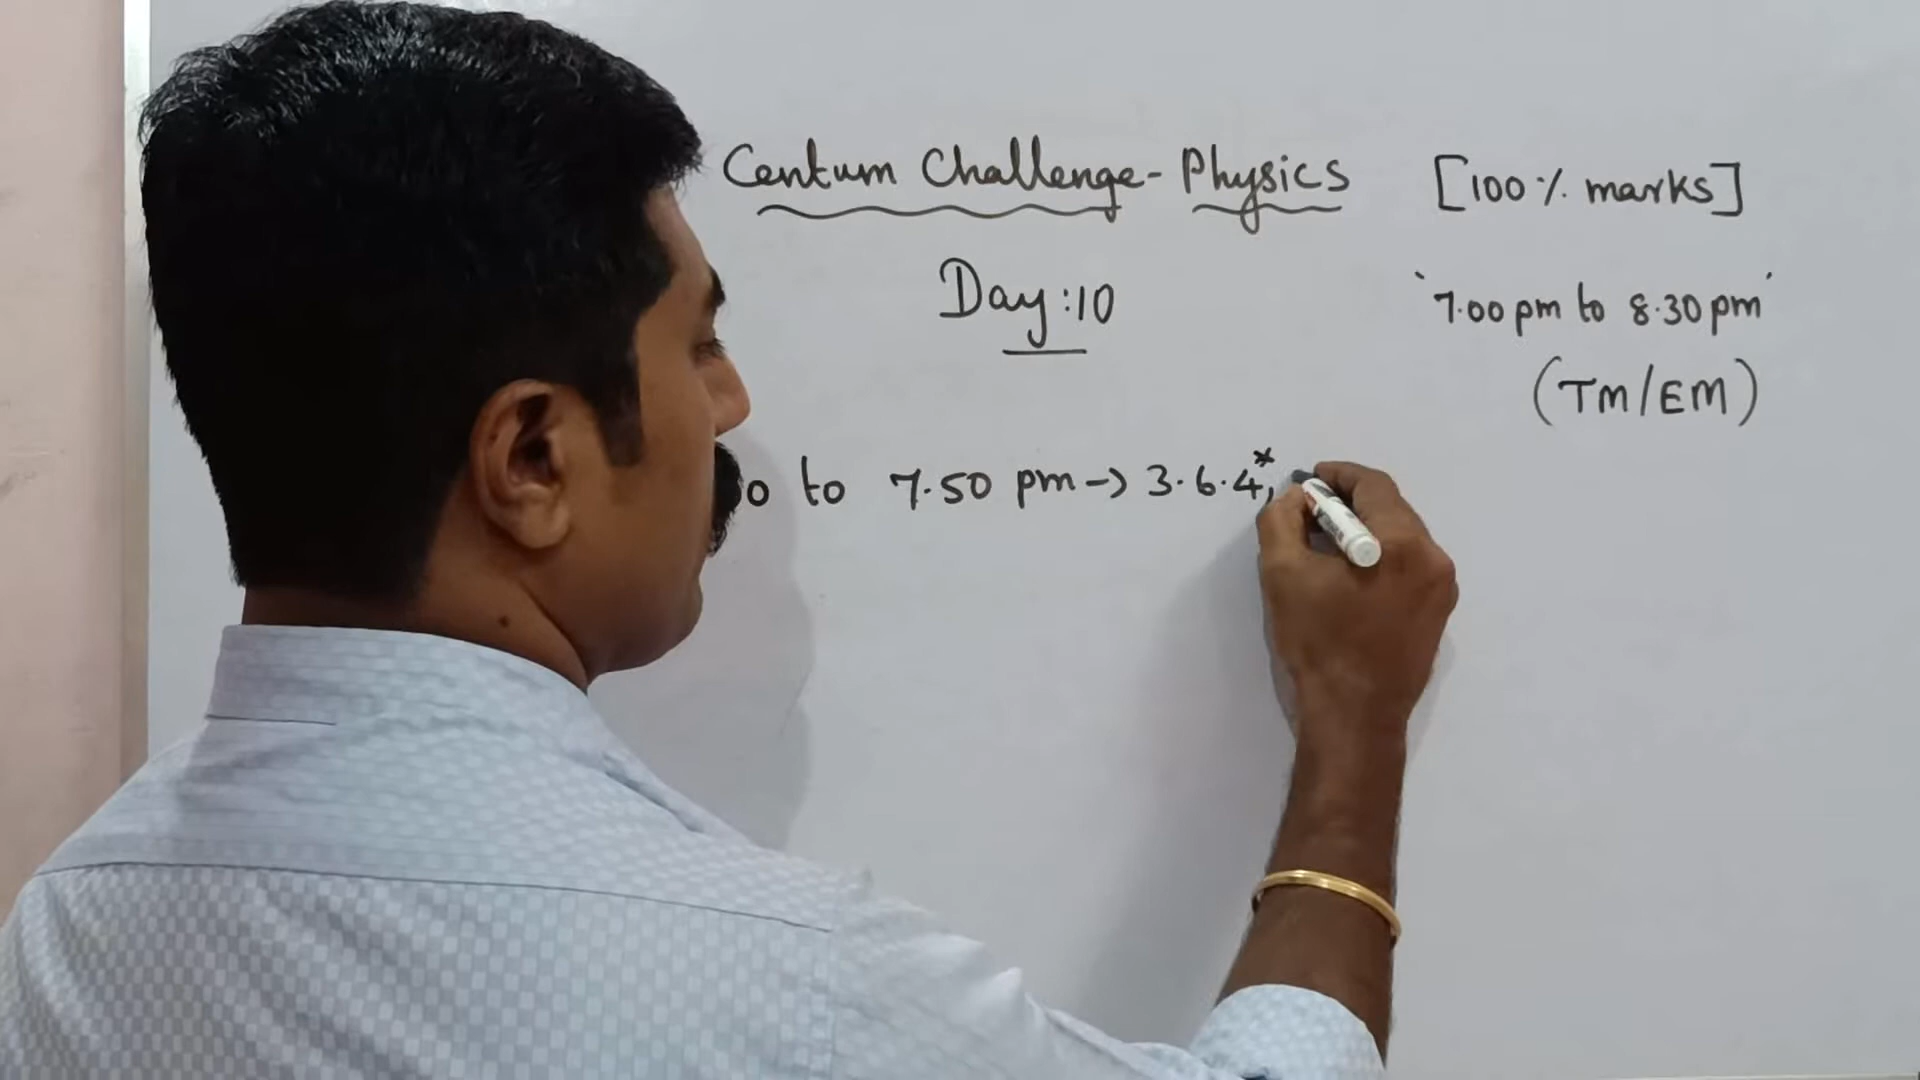 Centum Challenge - Physics [100% marks]
Day:10
'7.00 pm to 8.30 pm'
(TM/EM)
to 7.50 pm -> 3.6.4*,